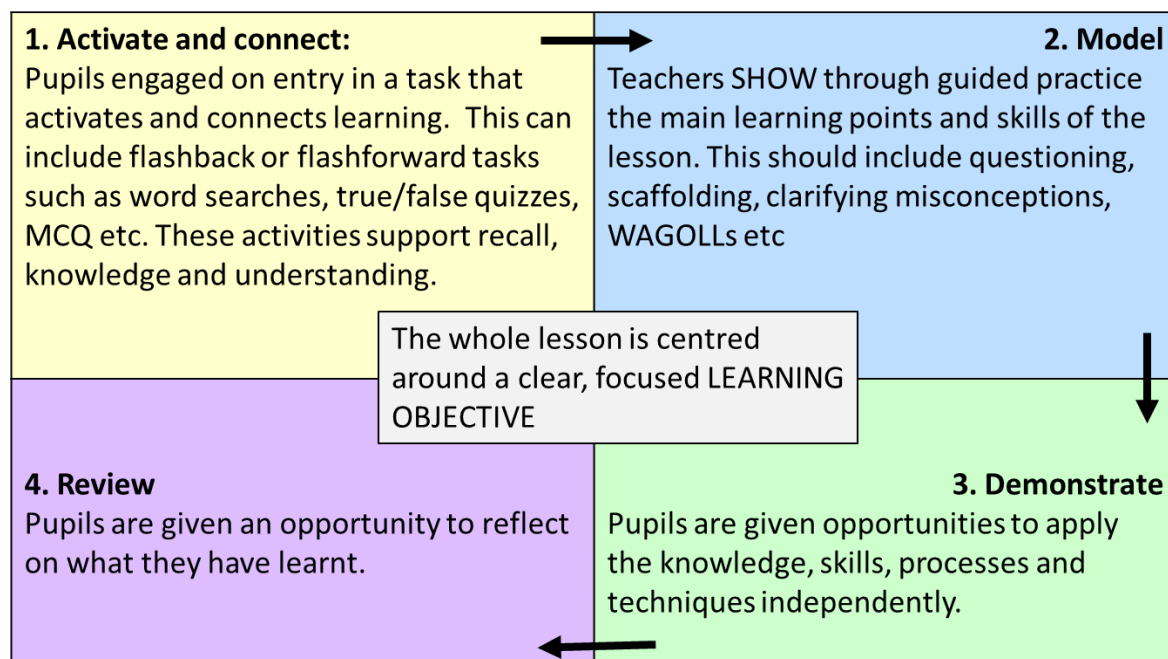 1. Activate and connect:
Pupils engaged on entry in a task that
activates and connects learning.  This can
include flashback or flashforward tasks
such as word searches, true/false quizzes,
MCQ etc. These activities support recall,
knowledge and understanding.
2. Model
Teachers SHOW through guided practice
the main learning points and skills of the
lesson. This should include questioning,
scaffolding, clarifying misconceptions,
WAGOLLs etc
The whole lesson is centred
around a clear, focused LEARNING
OBJECTIVE
3. Demonstrate
Pupils are given opportunities to apply
the knowledge, skills, processes and
techniques independently.
4. Review
Pupils are given an opportunity to reflect
on what they have learnt.